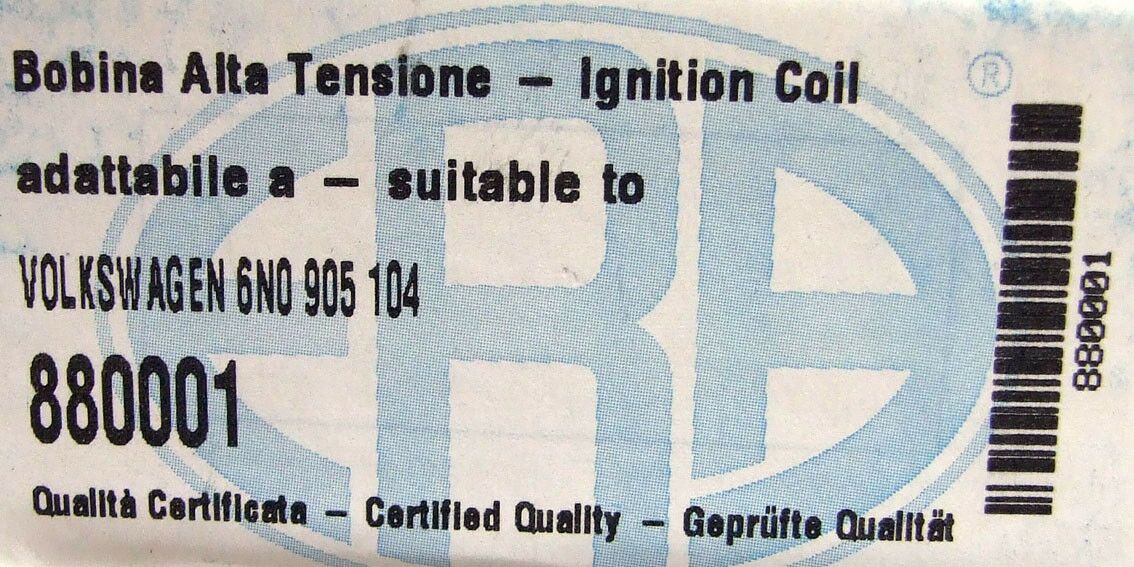 Bobina Alta Tensione – Ignition Coil
®
adattabile a – suitable to
VOLKSWAGEN 6N0 905 104
880001
Qualità Certificata – Certified Quality – Geprüfte Qualität
880001
ERA